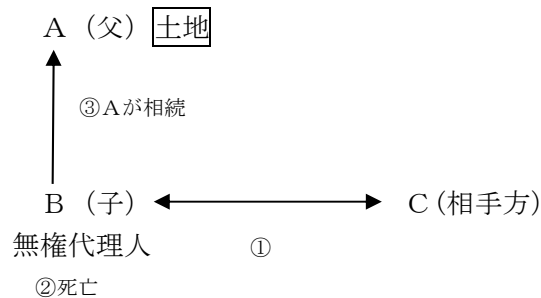 A（父）土地
③Aが相続
B（子） C（相手方）
無権代理人 ①
②死亡